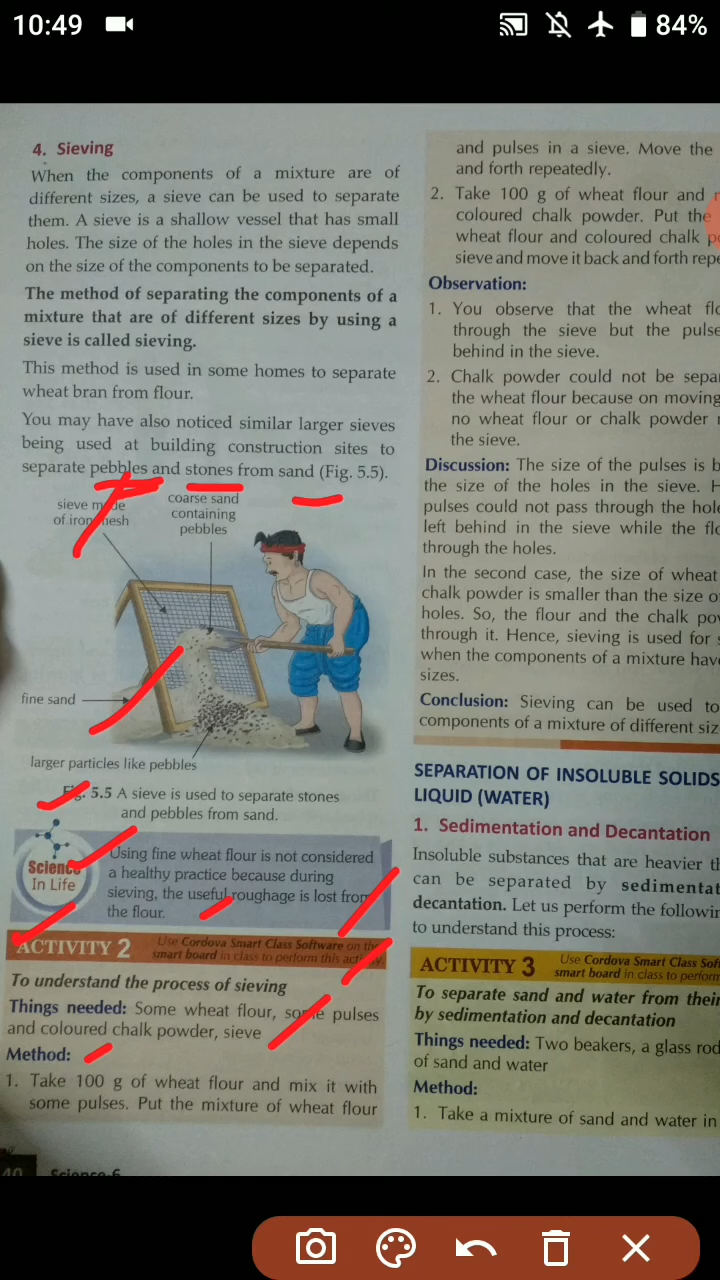 10:49
84%
4. Sieving
When the components of a mixture are of
different sizes, a sieve can be used to separate
them. A sieve is a shallow vessel that has small
holes. The size of the holes in the sieve depends
on the size of the components to be separated.
The method of separating the components of a
mixture that are of different sizes by using a
sieve is called sieving.
This method is used in some homes to separate
wheat bran from flour.
You may have also noticed similar larger sieves
being used at building construction sites to
separate pebbles and stones from sand (Fig. 5.5).
sieve made
of iron mesh
coarse sand
containing
pebbles
fine sand
larger particles like pebbles
Fig. 5.5 A sieve is used to separate stones
and pebbles from sand.
Science
In Life
Using fine wheat flour is not considered
a healthy practice because during
sieving, the useful roughage is lost from
the flour.
ACTIVITY 2
Use Cordova Smart Class Software on the
smart board in class to perform this activity.
To understand the process of sieving
Things needed: Some wheat flour, some pulses
and coloured chalk powder, sieve
Method:
1. Take 100 g of wheat flour and mix it with
some pulses. Put the mixture of wheat flour
40 Science-6
and pulses in a sieve. Move the
and forth repeatedly.
2. Take 100 g of wheat flour and
coloured chalk powder. Put the
wheat flour and coloured chalk
sieve and move it back and forth
Observation:
1. You observe that the wheat
through the sieve but the
behind in the sieve.
2. Chalk powder could not be
the wheat flour because on moving
no wheat flour or chalk powder
the sieve.
Discussion: The size of the pulses is
the size of the holes in the sieve.
pulses could not pass through the
left behind in the sieve while the
through the holes.
In the second case, the size of wheat
chalk powder is smaller than the size
holes. So, the flour and the chalk
through it. Hence, sieving is used for
when the components of a mixture
sizes.
Conclusion: Sieving can be used to
components of a mixture of different
SEPARATION OF INSOLUBLE SOLIDS
LIQUID (WATER)
1. Sedimentation and Decantation
Insoluble substances that are heavier
can be separated by
decantation. Let us perform the
to understand this process:
ACTIVITY 3
Use Cordova Smart Class
smart board in class to perform
To separate sand and water from their
by sedimentation and decantation
Things needed: Two beakers, a glass
of sand and water
Method:
1. Take a mixture of sand and water in